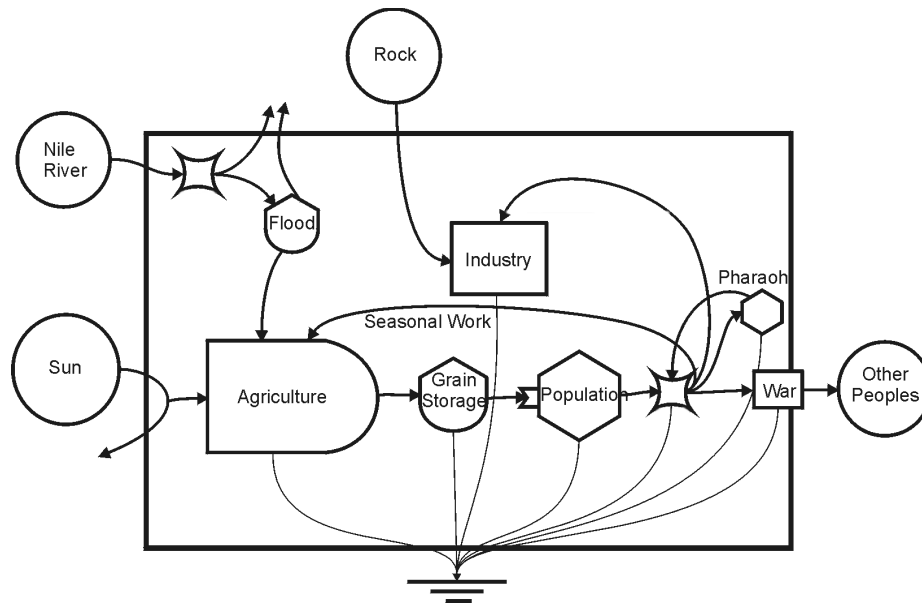 Rock
Nile
River
Flood
Industry
Pharaoh
Seasonal Work
Sun
Agriculture
Grain
Storage
Population
War
Other
Peoples